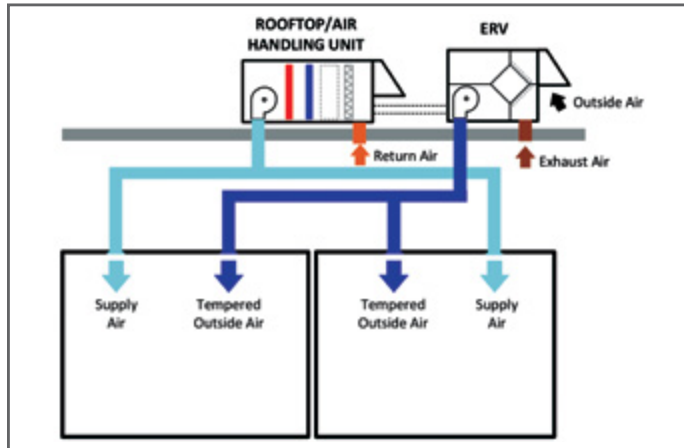 ROOFTOP/AIR
HANDLING UNIT
ERV
Outside Air
Return Air
Exhaust Air
Supply
Air
Tempered
Outside Air
Tempered
Outside Air
Supply
Air